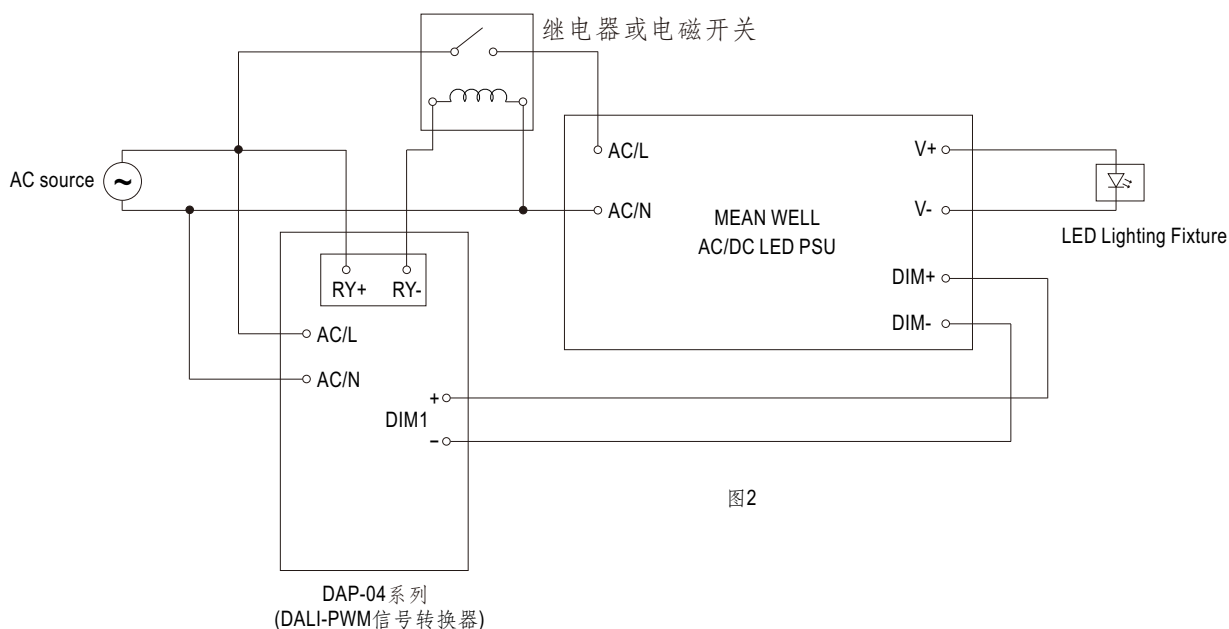 继电器或电磁开关
AC source
~
AC/L
AC/N
MEAN WELL
AC/DC LED PSU
V+
V-
DIM+
DIM-
LED Lighting Fixture
RY+ RY-
AC/L
AC/N
+
DIM1
-
图2
DAP-04系列
(DALI-PWM信号转换器)